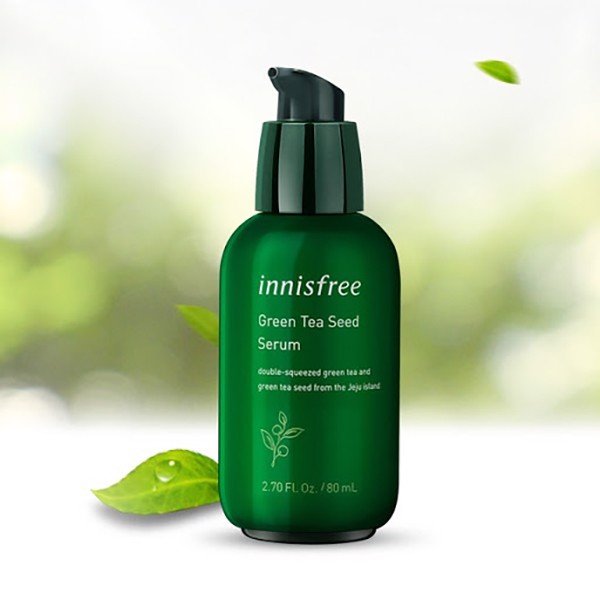 innisfree
Green Tea Seed
Serum
double-squeezed green tea and
green tea seed from the Jeju island
2.70 Fl. Oz. / 80 mL